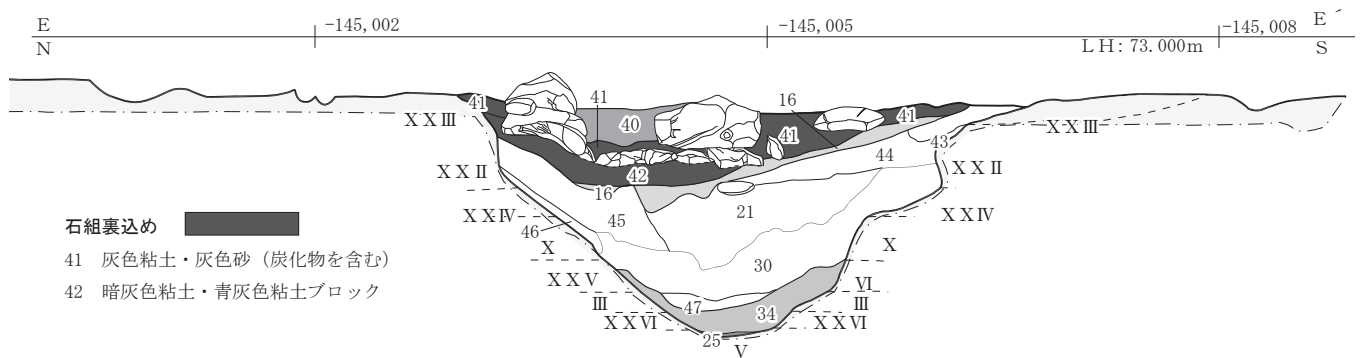 E -145,002 -145,005 -145,008 E´
N LH: 73.000m S
41 41 40 16 41 41
XXIII 43 XXIII
XXII 42 44 XXII
16 21
XXIV 45 XXIV
石組裏込め
46 X X
41 灰色粘土・灰色砂（炭化物を含む）
30
XXV VI
42 暗灰色粘土・青灰色粘土ブロック
III 47 34 III
XXVI XXVI
25
V